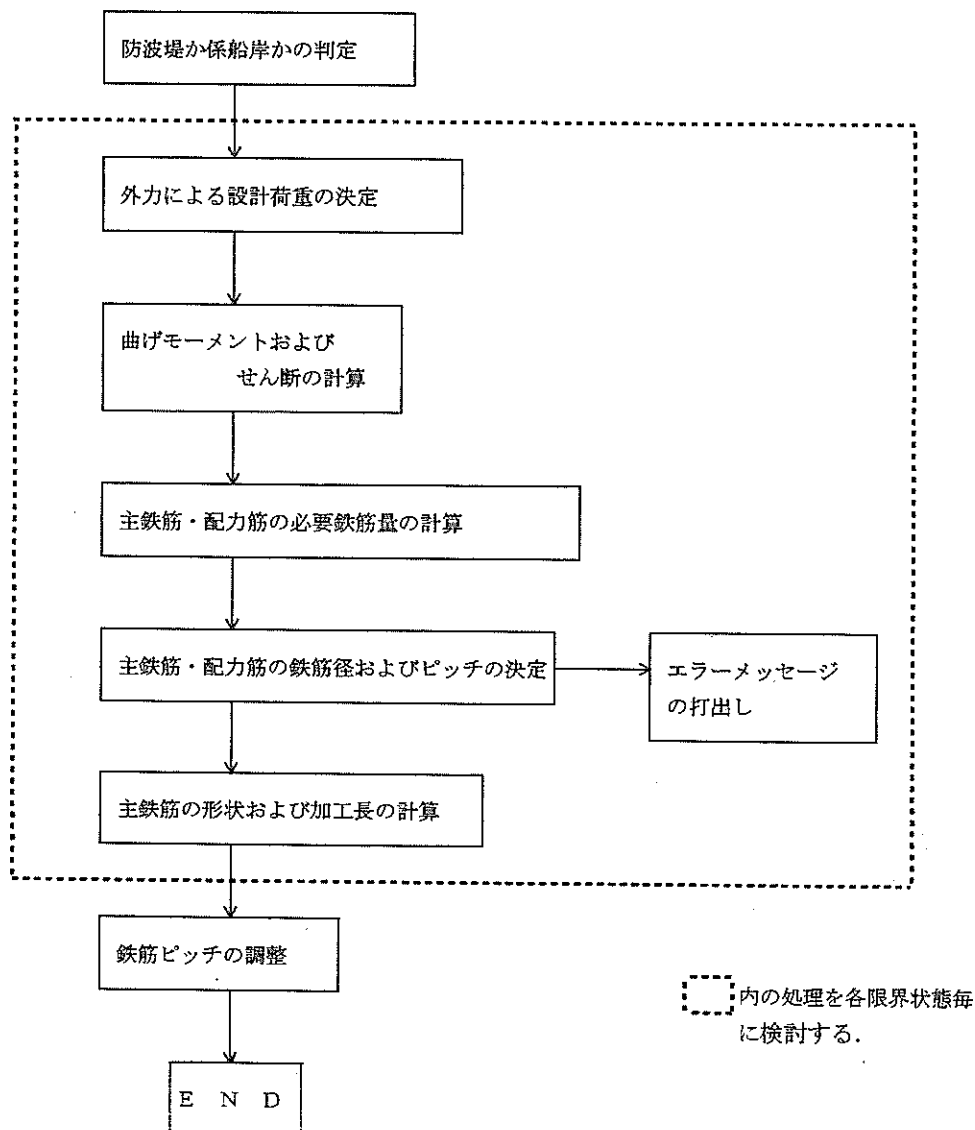 防波堤か係船岸かの判定
外力による設計荷重の決定
曲げモーメントおよび
せん断の計算
主鉄筋・配力筋の必要鉄筋量の計算
主鉄筋・配力筋の鉄筋径およびピッチの決定
エラーメッセージ
の打出し
主鉄筋の形状および加工長の計算
鉄筋ピッチの調整
内の処理を各限界状態毎
に検討する.
E N D